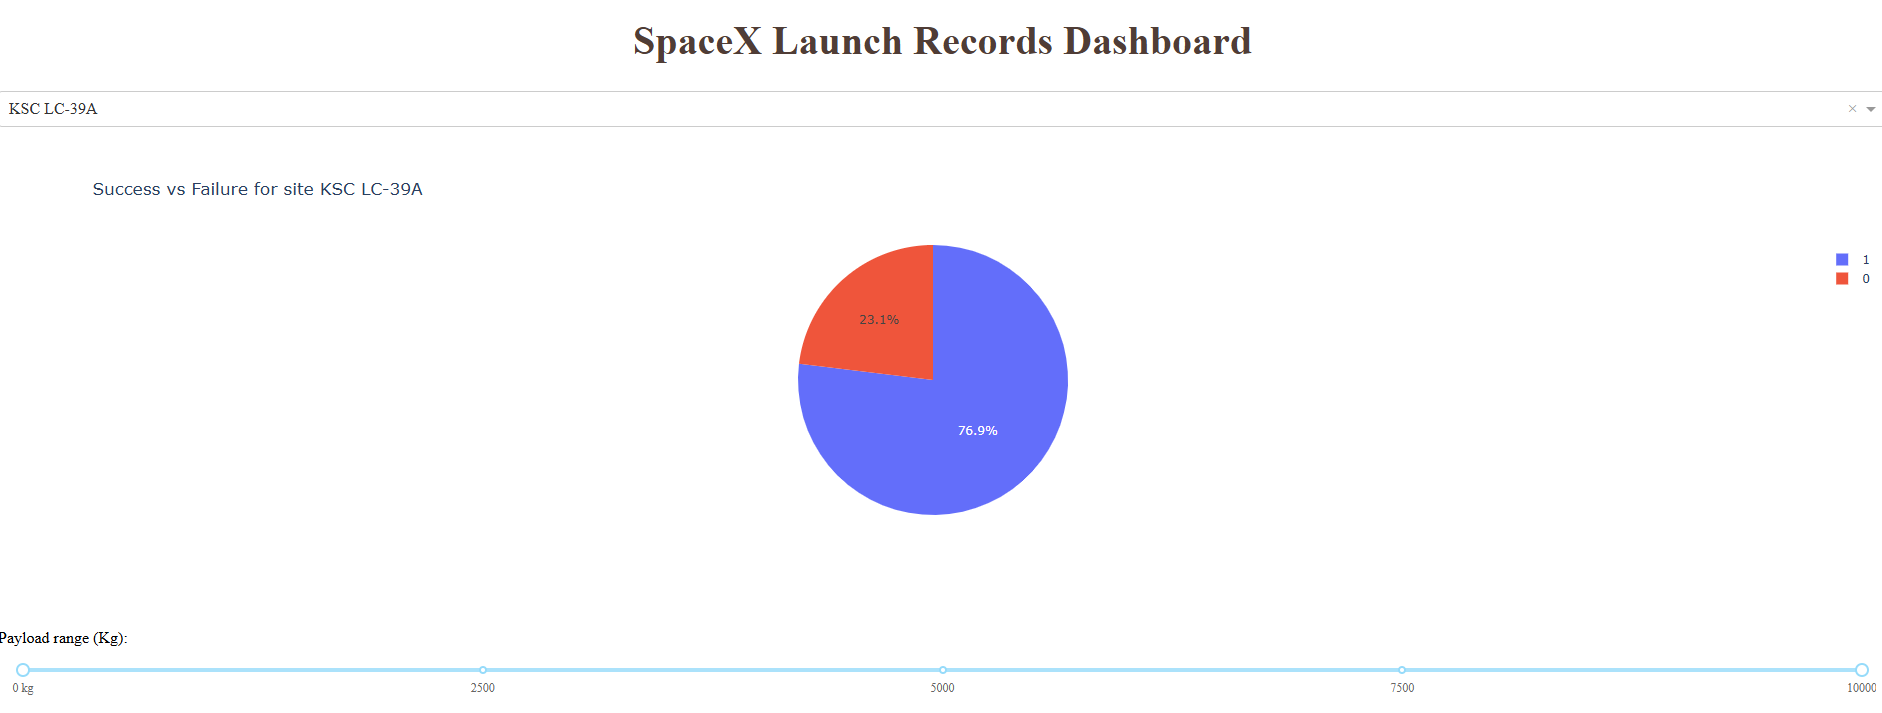 SpaceX Launch Records Dashboard
KSC LC-39A
Success vs Failure for site KSC LC-39A
1
0
23.1%
76.9%
Payload range (Kg):
0 kg 2500 5000 7500 10000